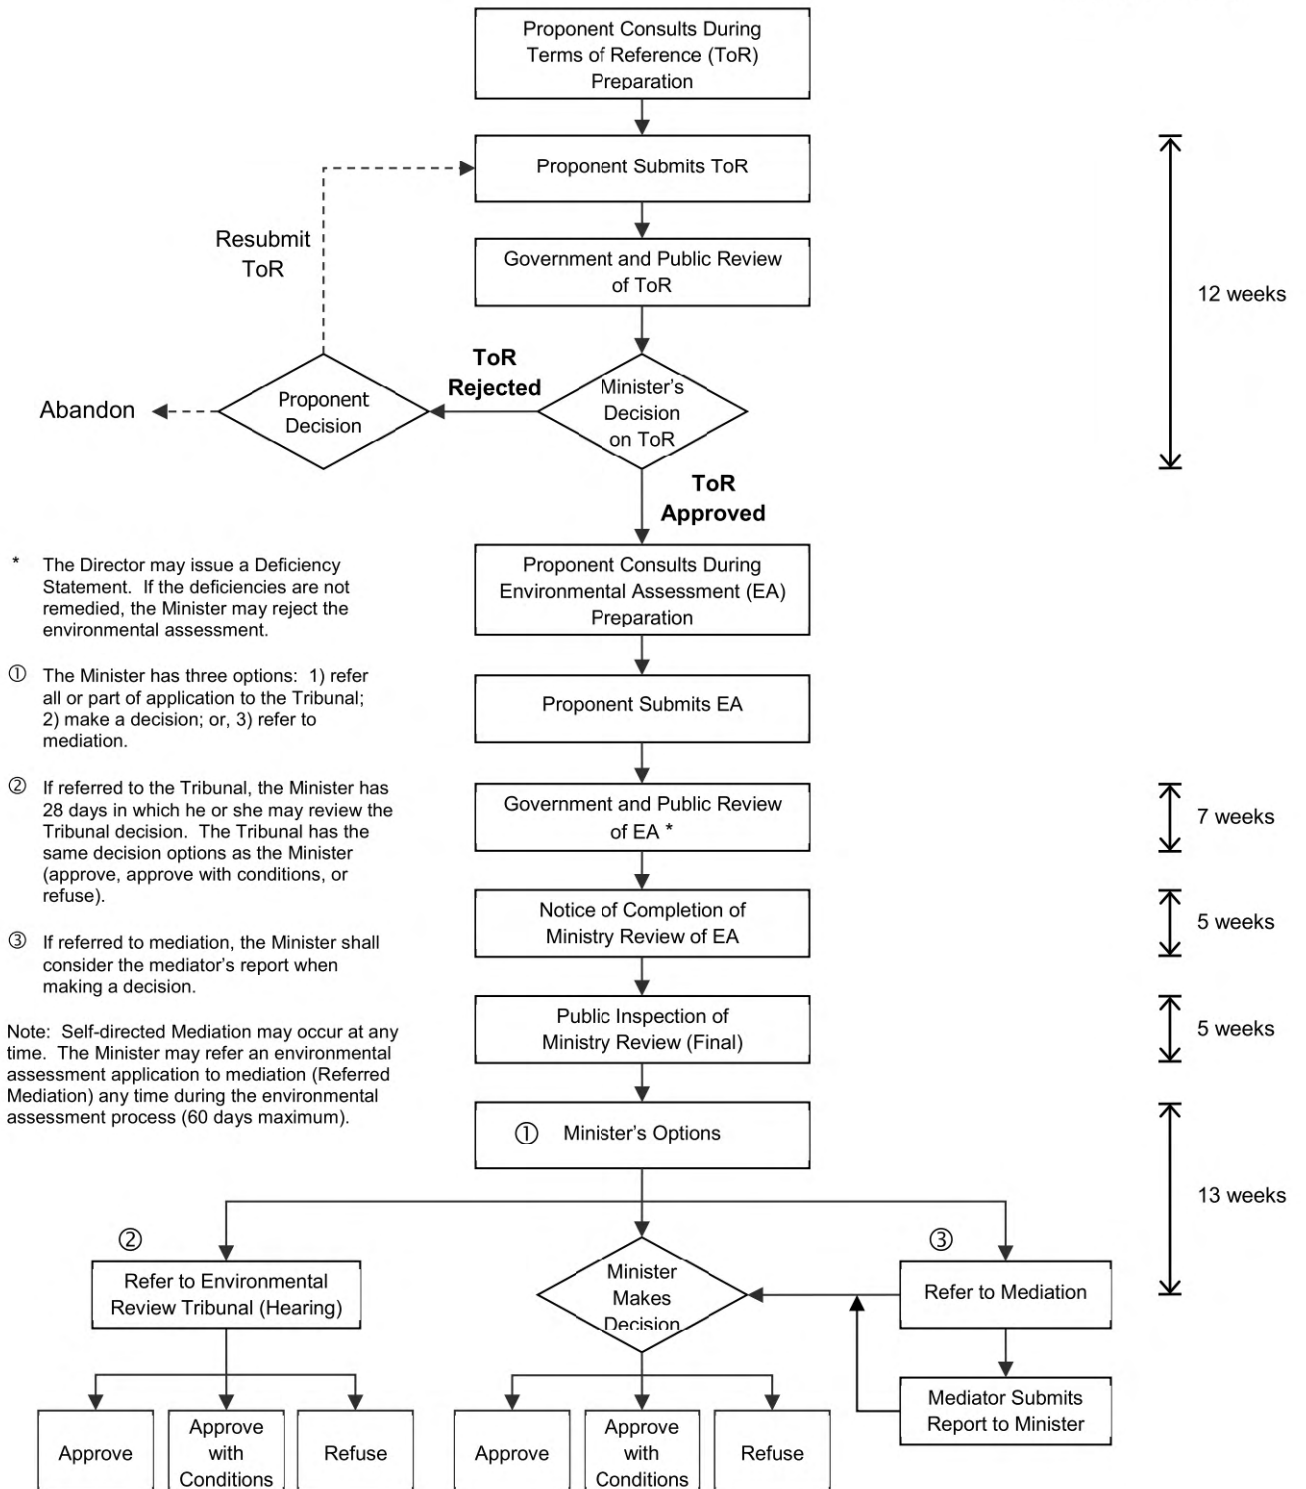 Proponent Consults During
Terms of Reference (ToR)
Preparation
Proponent Submits ToR
Resubmit
ToR
Government and Public Review
of ToR
12 weeks
ToR
Rejected
Minister's
Decision
on ToR
Proponent
Decision
Abandon
ToR
Approved
Proponent Consults During
Environmental Assessment (EA)
Preparation
* The Director may issue a Deficiency
Statement. If the deficiencies are not
remedied, the Minister may reject the
environmental assessment.
① The Minister has three options: 1) refer
all or part of application to the Tribunal;
2) make a decision; or, 3) refer to
mediation.
Proponent Submits EA
② If referred to the Tribunal, the Minister has
28 days in which he or she may review the
Tribunal decision. The Tribunal has the
same decision options as the Minister
(approve, approve with conditions, or
refuse).
Government and Public Review
of EA *
7 weeks
Notice of Completion of
Ministry Review of EA
5 weeks
③ If referred to mediation, the Minister shall
consider the mediator's report when
making a decision.
Public Inspection of
Ministry Review (Final)
5 weeks
Note: Self-directed Mediation may occur at any
time. The Minister may refer an environmental
assessment application to mediation (Referred
Mediation) any time during the environmental
assessment process (60 days maximum).
① Minister's Options
13 weeks
②
Refer to Environmental
Review Tribunal (Hearing)
Minister
Makes
Decision
③
Refer to Mediation
Mediator Submits
Report to Minister
Approve
Approve
with
Conditions
Refuse
Approve
Approve
with
Conditions
Refuse